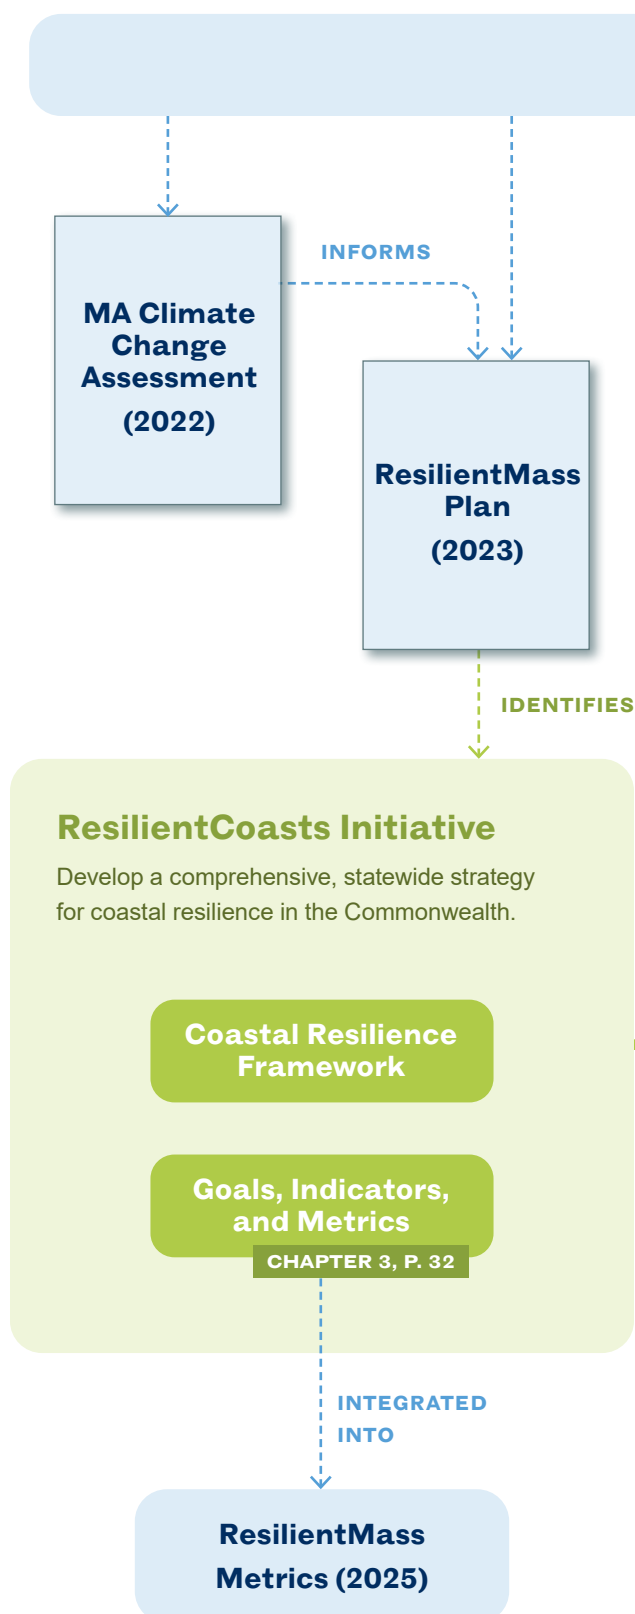 INFORMS
MA Climate
Change
Assessment
(2022)
ResilientMass
Plan
(2023)
IDENTIFIES
ResilientCoasts Initiative
Develop a comprehensive, statewide strategy
for coastal resilience in the Commonwealth.
Coastal Resilience
Framework
Goals, Indicators,
and Metrics
CHAPTER 3, P. 32
INTEGRATED
INTO
ResilientMass
Metrics (2025)